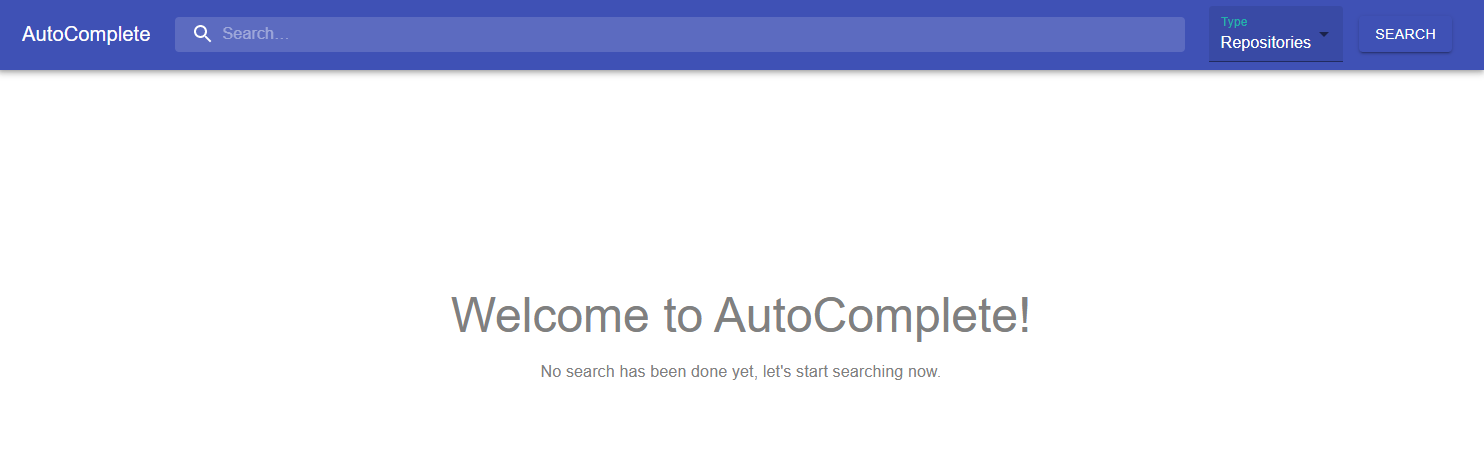 AutoComplete
Search...
Type
Repositories
SEARCH
Welcome to AutoComplete!
No search has been done yet, let's start searching now.